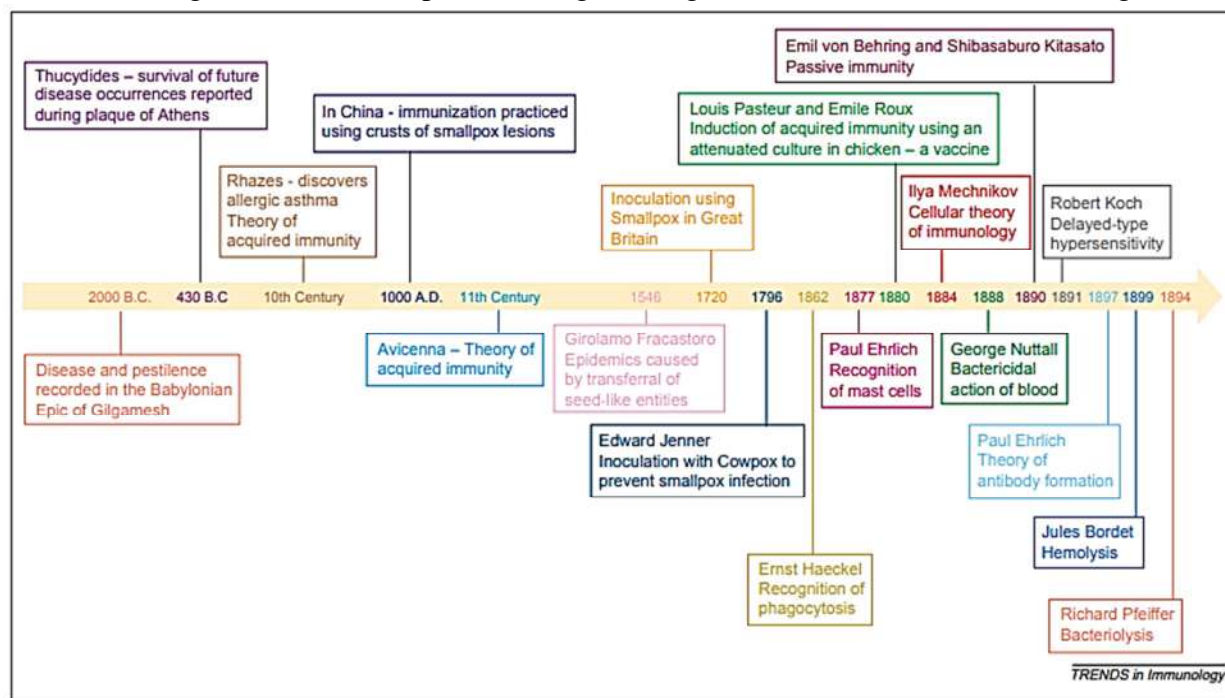 Emil von Behring and Shibasaburo Kitasato
Passive immunity
Thucydides – survival of future
disease occurrences reported
during plaque of Athens
In China - immunization practiced
using crusts of smallpox lesions
Louis Pasteur and Emile Roux
Induction of acquired immunity using an
attenuated culture in chicken – a vaccine
Rhazes - discovers
allergic asthma
Theory of
acquired immunity
Inoculation using
Smallpox in Great
Britain
Ilya Mechnikov
Cellular theory
of immunology
Robert Koch
Delayed-type
hypersensitivity
2000 B.C. 430 B.C 10th Century 1000 A.D. 11th Century 1546 1720 1796 1862 1877 1880 1884 1888 1890 1891 1897 1899 1894
Disease and pestilence
recorded in the Babylonian
Epic of Gilgamesh
Avicenna – Theory of
acquired immunity
Girolamo Fracastoro
Epidemics caused
by transferral of
seed-like entities
Paul Ehrlich
Recognition
of mast cells
George Nuttall
Bactericidal
action of blood
Edward Jenner
Inoculation with Cowpox to
prevent smallpox infection
Paul Ehrlich
Theory of
antibody formation
Jules Bordet
Hemolysis
Ernst Haeckel
Recognition of
phagocytosis
Richard Pfeiffer
Bacteriolysis
TRENDS in Immunology